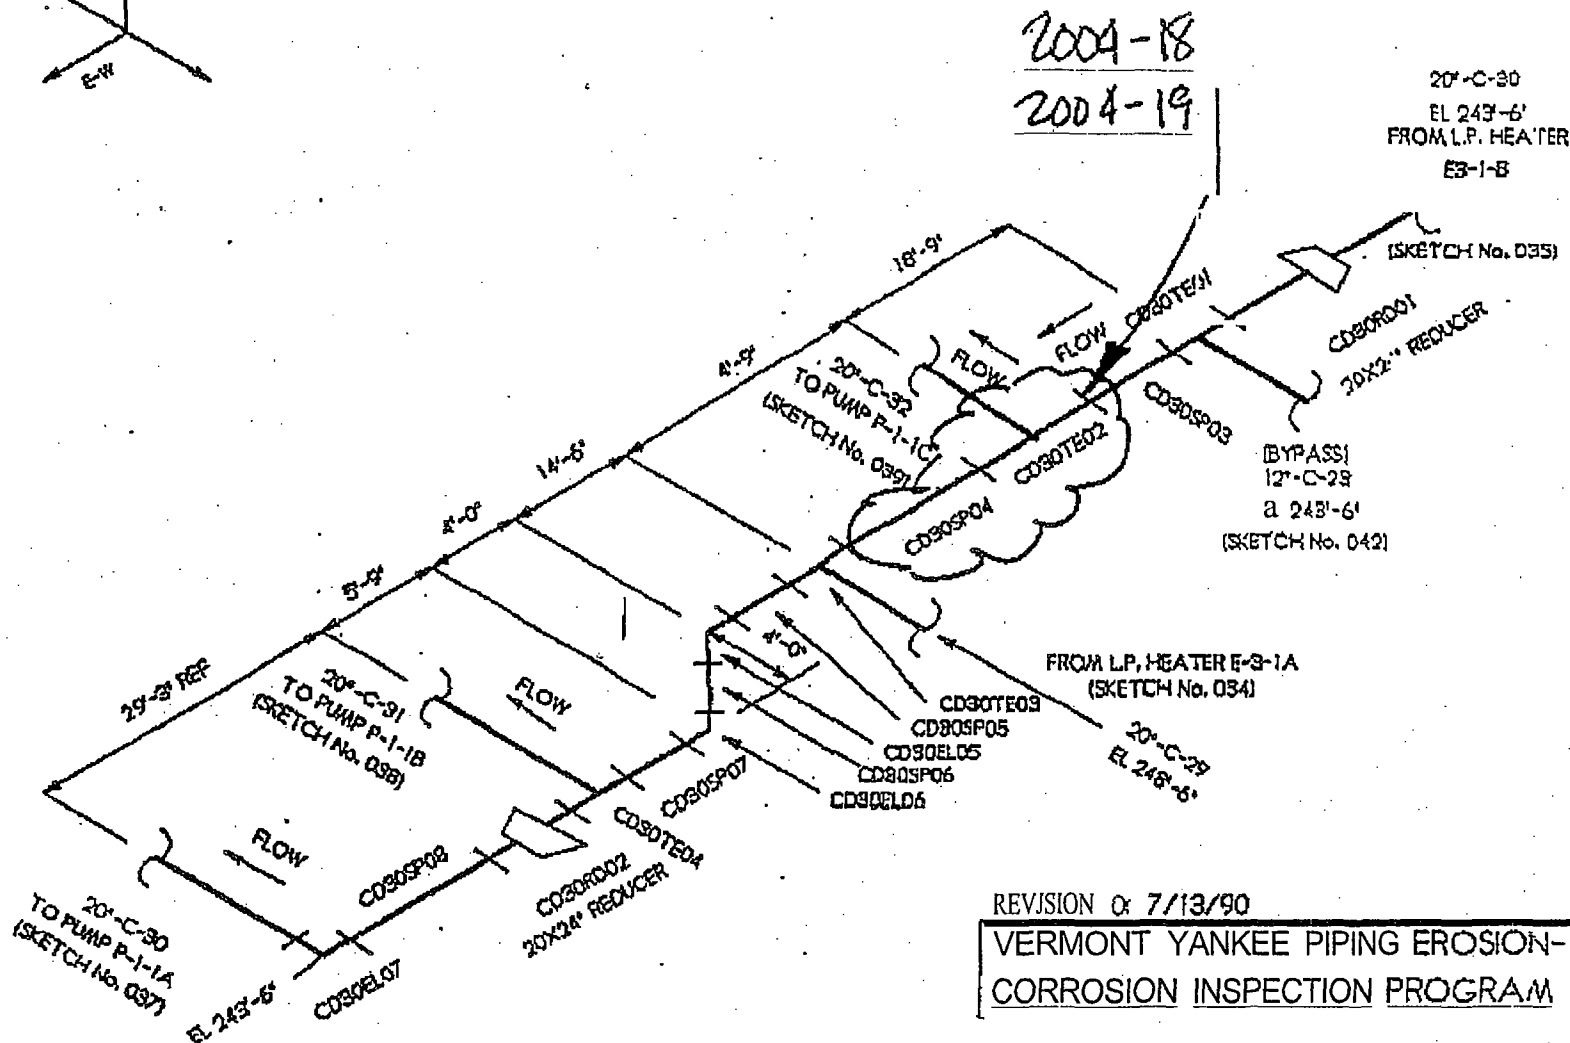 E-W
2004-18
2004-19
20"-C-30
EL 243'-6'
FROM L.P. HEATER
E3-1-B
(SKETCH No. 035)
CD30RD01
18'-9"
FLOW
FLOW
CD30TE01
4'-9"
20"-C-32
TO PUMP P-1-1C
(SKETCH No. 039)
CD30SP03
(BYPASS)
12"-C-29
a 243'-6'
(SKETCH No. 042)
CD30TE02
CD30SP04
14'-6"
4'-0"
5'-9"
29'-3" REF
20"-C-31
TO PUMP P-1-1B
(SKETCH No. 038)
FLOW
4'-0"
FROM L.P. HEATER E-3-1A
(SKETCH No. 034)
20"-C-29
EL 246'-6"
CD30TE03
CD30SP05
CD30EL05
CD30SP06
CD30EL06
CD30SP07
CD30TE04
CD30RD02
20X24" REDUCER
FLOW
CD30SP08
20"-C-30
TO PUMP P-1-1A
(SKETCH No. 037)
EL 243'-6"
CD30EL07
REVISION 0: 7/13/90
VERMONT YANKEE PIPING EROSION-
CORROSION INSPECTION PROGRAM